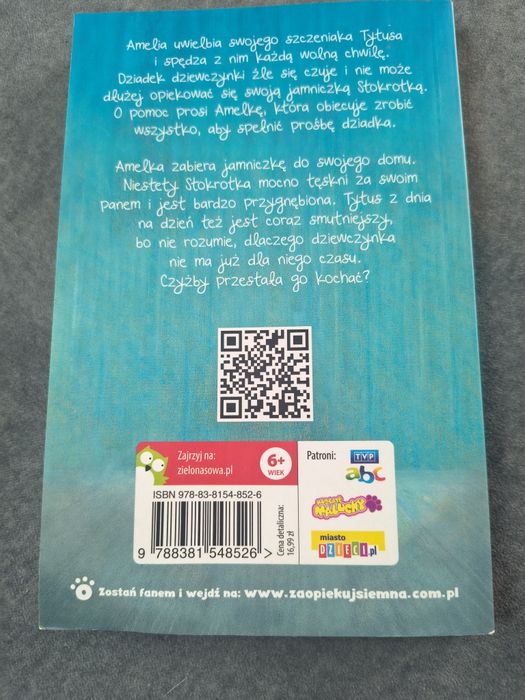 Amelia uwielbia swojego szczeniaka Tytusa
i spędza z nim każdą wolną chwilę.
Dziadek dziewczynki źle się czuje i nie może
dłużej opiekować się swoją jamniczką Stokrotką.
O pomoc prosi Amelkę, która obiecuje zrobić
wszystko, aby spełnić prośbę dziadka.
Amelka zabiera jamniczkę do swojego domu.
Niestety Stokrotka mocno tęskni za swoim
panem i jest bardzo przygnębiona. Tytus z dnia
na dzień też jest coraz smutniejszy,
bo nie rozumie, dlaczego dziewczynka
nie ma już dla niego czasu.
Czyżby przestała go kochać?
Zajrzyj na:
zielonasowa.pl
6+
WIEK
Patroni:
TVP
abc
ISBN 978-83-8154-852-6
9 788381 548526 >
Cena detaliczna:
16,99 zł
MALUCHY
miasto
DZIECI.pl
Zostań fanem i wejdź na: www.zaopiekujsiemna.com.pl